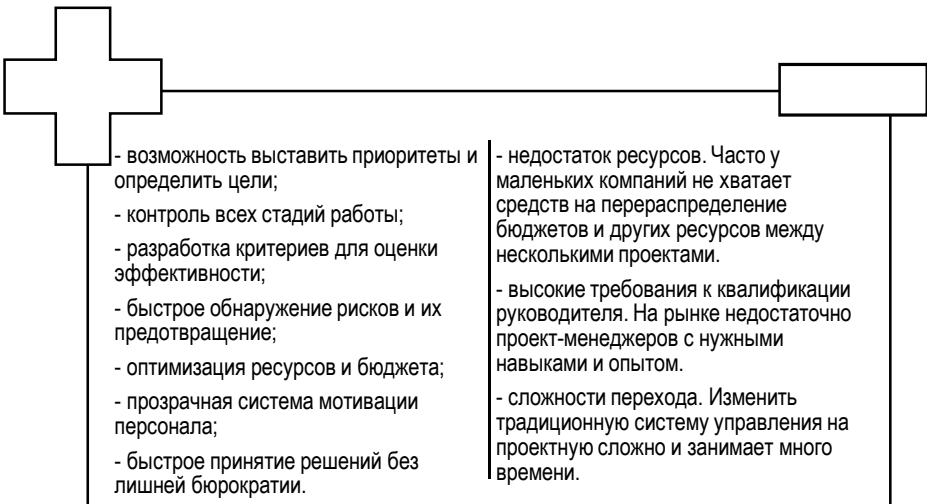 - возможность выставить приоритеты и
определить цели;
- контроль всех стадий работы;
- разработка критериев для оценки
эффективности;
- быстрое обнаружение рисков и их
предотвращение;
- оптимизация ресурсов и бюджета;
- прозрачная система мотивации
персонала;
- быстрое принятие решений без
лишней бюрократии.
- недостаток ресурсов. Часто у
маленьких компаний не хватает
средств на перераспределение
бюджетов и других ресурсов между
несколькими проектами.
- высокие требования к квалификации
руководителя. На рынке недостаточно
проект-менеджеров с нужными
навыками и опытом.
- сложности перехода. Изменить
традиционную систему управления на
проектную сложно и занимает много
времени.